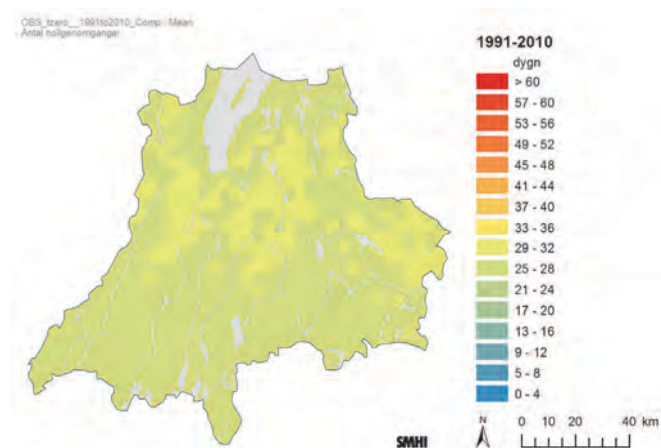 OBS_tzero__1991to2010_Comp: Mean
Antal nollgenomgångar
1991-2010
dygn
> 60
57 - 60
53 - 56
49 - 52
45 - 48
41 - 44
37 - 40
33 - 36
29 - 32
25 - 28
21 - 24
17 - 20
13 - 16
9 - 12
5 - 8
0 - 4
N
0 5 10 20 30 40 km
SMHI